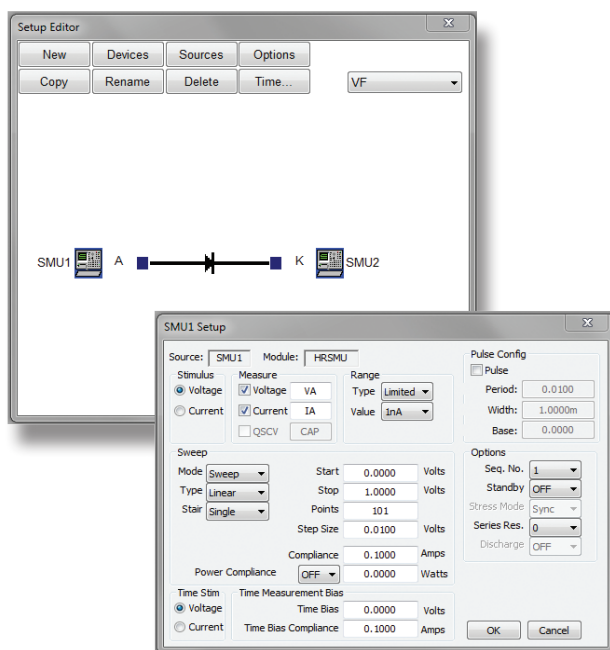 Setup Editor
New Devices Sources Options
Copy Rename Delete Time... VF
SMU1 A K SMU2
SMU1 Setup
Source: SMU1 Module: HRSMU
Stimulus
Voltage
Current
Measure
Voltage VA
Current IA
QSCV CAP
Range
Type Limited
Value 1nA
Pulse Config
Pulse
Period: 0.0100
Width: 1.0000m
Base: 0.0000
Sweep
Mode Sweep
Type Linear
Stair Single
Start 0.0000 Volts
Stop 1.0000 Volts
Points 101
Step Size 0.0100 Volts
Compliance 0.1000 Amps
Power Compliance OFF 0.0000 Watts
Options
Seq. No. 1
Standby OFF
Stress Mode Sync
Series Res. 0
Discharge OFF
Time Stim
Voltage
Current
Time Measurement Bias
Time Bias 0.0000 Volts
Time Bias Compliance 0.1000 Amps
OK Cancel